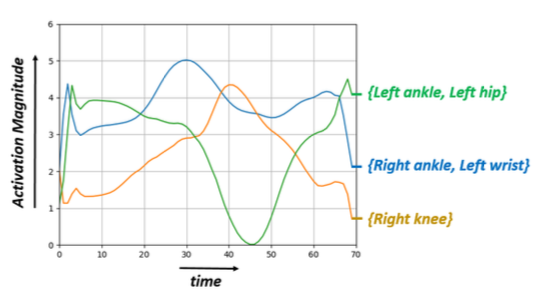 6
5
4
3
2
1
0
0 10 20 30 40 50 60 70
Activation Magnitude
time
{Left ankle, Left hip}
{Right ankle, Left wrist}
{Right knee}